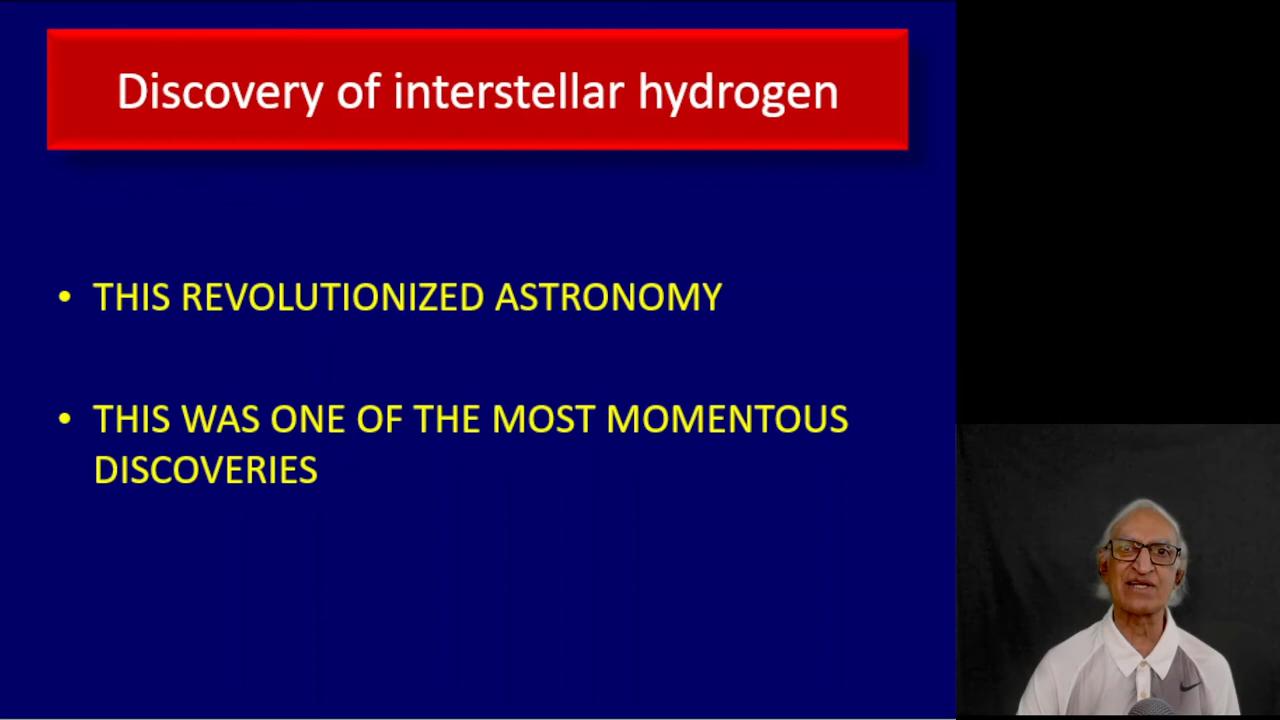 Discovery of interstellar hydrogen
• THIS REVOLUTIONIZED ASTRONOMY
• THIS WAS ONE OF THE MOST MOMENTOUS
DISCOVERIES